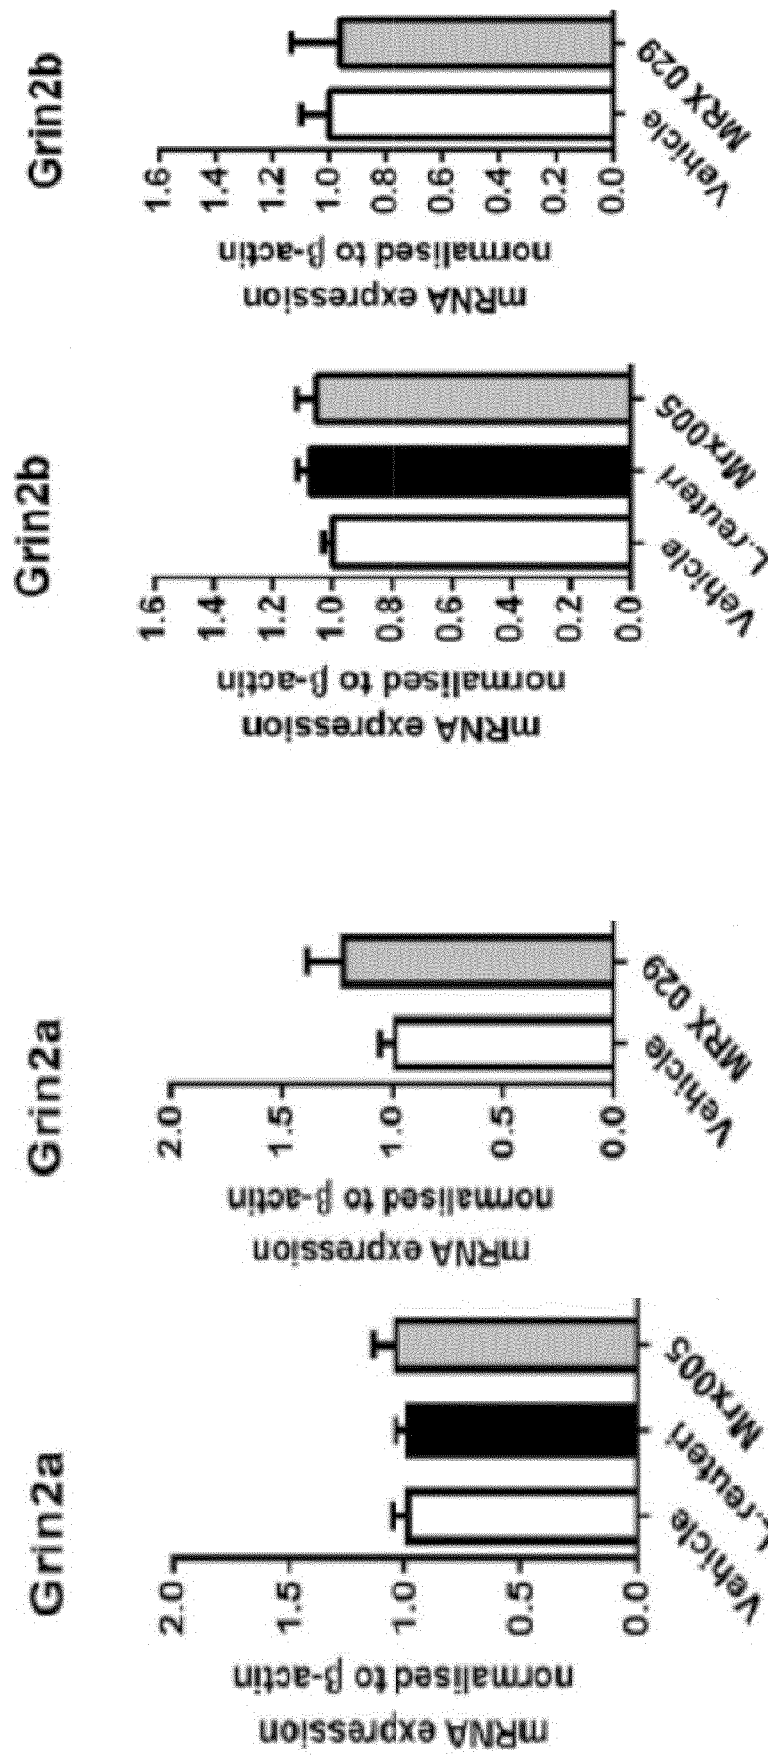 Grin2a
mRNA expression
normalised to β-actin
2.0
1.5
1.0
0.5
0.0
Vehicle
L.reuteri
Mrx005
Grin2a
mRNA expression
normalised to β-actin
2.0
1.5
1.0
0.5
0.0
Vehicle
MRX 029
Grin2b
mRNA expression
normalised to β-actin
1.6
1.4
1.2
1.0
0.8
0.6
0.4
0.2
0.0
Vehicle
L.reuteri
Mrx005
Grin2b
mRNA expression
normalised to β-actin
1.6
1.4
1.2
1.0
0.8
0.6
0.4
0.2
0.0
Vehicle
MRX 029